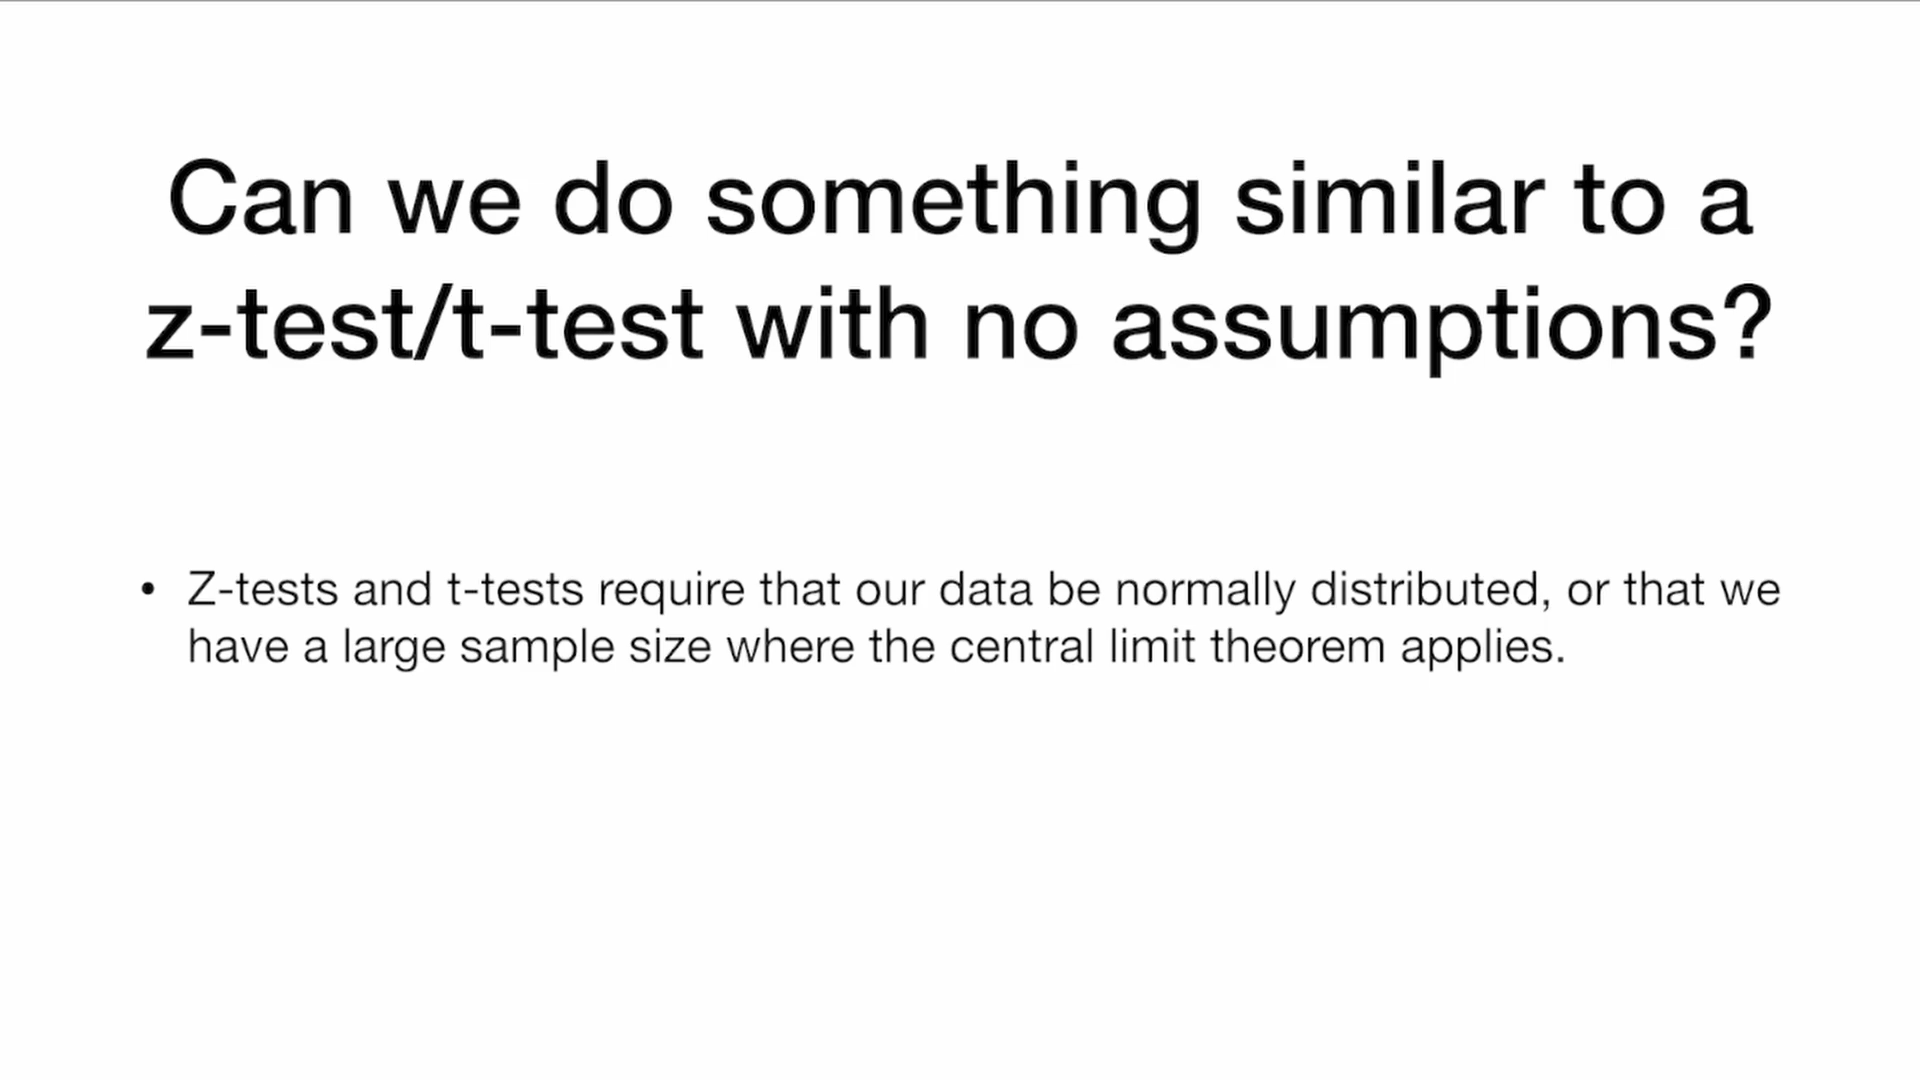 Can we do something similar to a
z-test/t-test with no assumptions?
• Z-tests and t-tests require that our data be normally distributed, or that we
have a large sample size where the central limit theorem applies.